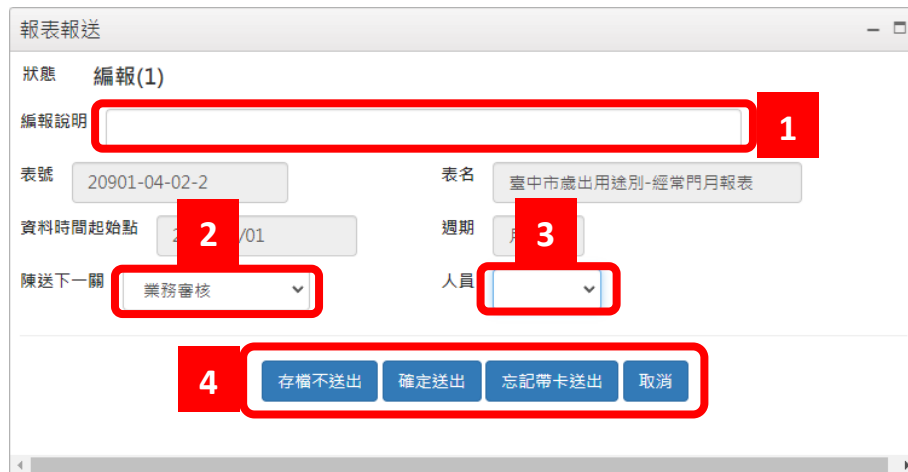 報表報送
狀態 編報(1)
編報說明 1
表號 20901-04-02-2 表名 臺中市歲出用途別-經常門月報表
資料時間起始點 2 /01 週期 3
陳送下一關 業務審核 人員
4 存檔不送出 確定送出 忘記帶卡送出 取消